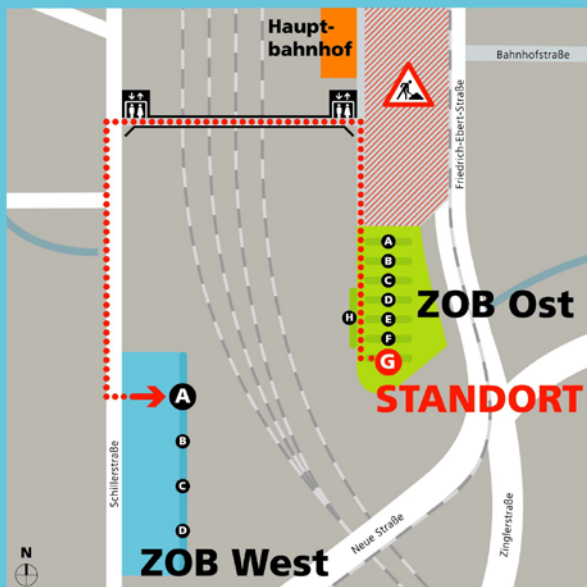 Haupt-
bahnhof
Bahnhofstraße
Friedrich-Ebert-Straße
A
B
C
D
E
F
G
H
ZOB Ost
STANDORT
A
B
C
D
Schillerstraße
ZOB West
Neue Straße
Zinglerstraße
N